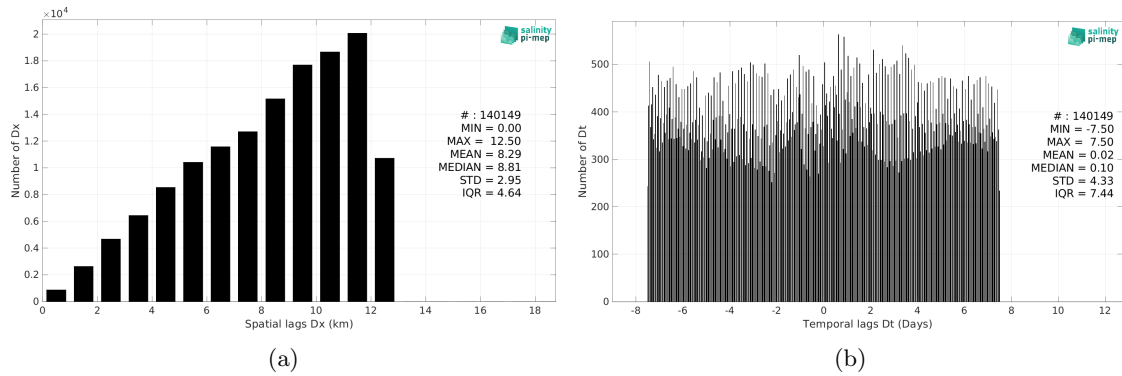 ×10⁴
2
1.8
1.6
1.4
1.2
1
0.8
0.6
0.4
0.2
0
Number of Dx
salinity
pi-mep
# : 140149
MIN = 0.00
MAX = 12.50
MEAN = 8.29
MEDIAN = 8.81
STD = 2.95
IQR = 4.64
0 2 4 6 8 10 12 14 16 18
Spatial lags Dx (km)
(a)
500
400
300
200
100
0
Number of Dt
salinity
pi-mep
# : 140149
MIN = -7.50
MAX = 7.50
MEAN = 0.02
MEDIAN = 0.10
STD = 4.33
IQR = 7.44
-8 -6 -4 -2 0 2 4 6 8 10 12
Temporal lags Dt (Days)
(b)